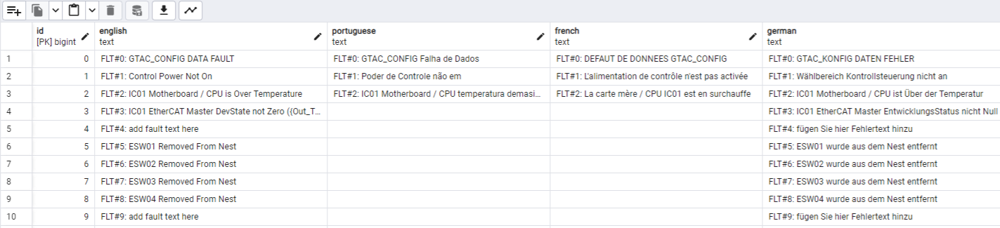 id english portuguese french german
[PK] bigint text text text text
1 0 FLT#0: GTAC_CONFIG DATA FAULT FLT#0: GTAC_CONFIG Falha de Dados FLT#0: DEFAUT DE DONNEES GTAC_CONFIG FLT#0: GTAC_KONFIG DATEN FEHLER
2 1 FLT#1: Control Power Not On FLT#1: Poder de Controle não em FLT#1: L'alimentation de contrôle n'est pas activée FLT#1: Wählbereich Kontrollsteuerung nicht an
3 2 FLT#2: IC01 Motherboard / CPU is Over Temperature FLT#2: IC01 Motherboard / CPU temperatura demasi... FLT#2: La carte mère / CPU IC01 est en surchauffe FLT#2: IC01 Motherboard / CPU ist Über der Temperatur
4 3 FLT#3: IC01 EtherCAT Master DevState not Zero ({Out_T... FLT#3: IC01 EtherCAT Master EntwicklungsStatus nicht Null
5 4 FLT#4: add fault text here FLT#4: fügen Sie hier Fehlertext hinzu
6 5 FLT#5: ESW01 Removed From Nest FLT#5: ESW01 wurde aus dem Nest entfernt
7 6 FLT#6: ESW02 Removed From Nest FLT#6: ESW02 wurde aus dem Nest entfernt
8 7 FLT#7: ESW03 Removed From Nest FLT#7: ESW03 wurde aus dem Nest entfernt
9 8 FLT#8: ESW04 Removed From Nest FLT#8: ESW04 wurde aus dem Nest entfernt
10 9 FLT#9: add fault text here FLT#9: fügen Sie hier Fehlertext hinzu